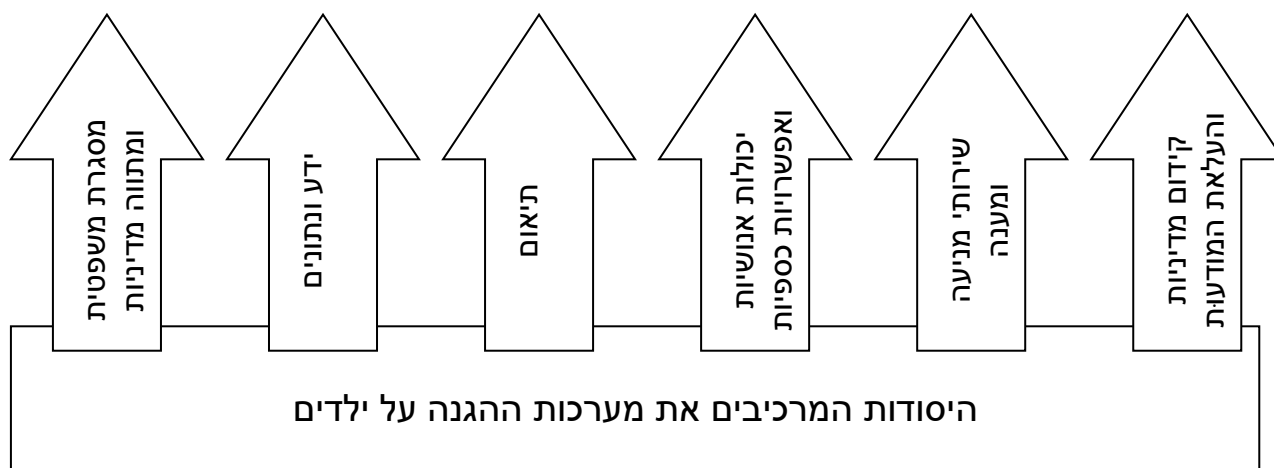 קידום מדיניות
והעלאת המודעוּת
שירותי מניעה
ומענה
יכולות אנושיות
ואפשרויות כספיות
תיאום
ידע ונתונים
מסגרת משפטית
ומתווה מדיניות
היסודות המרכיבים את מערכות ההגנה על ילדים